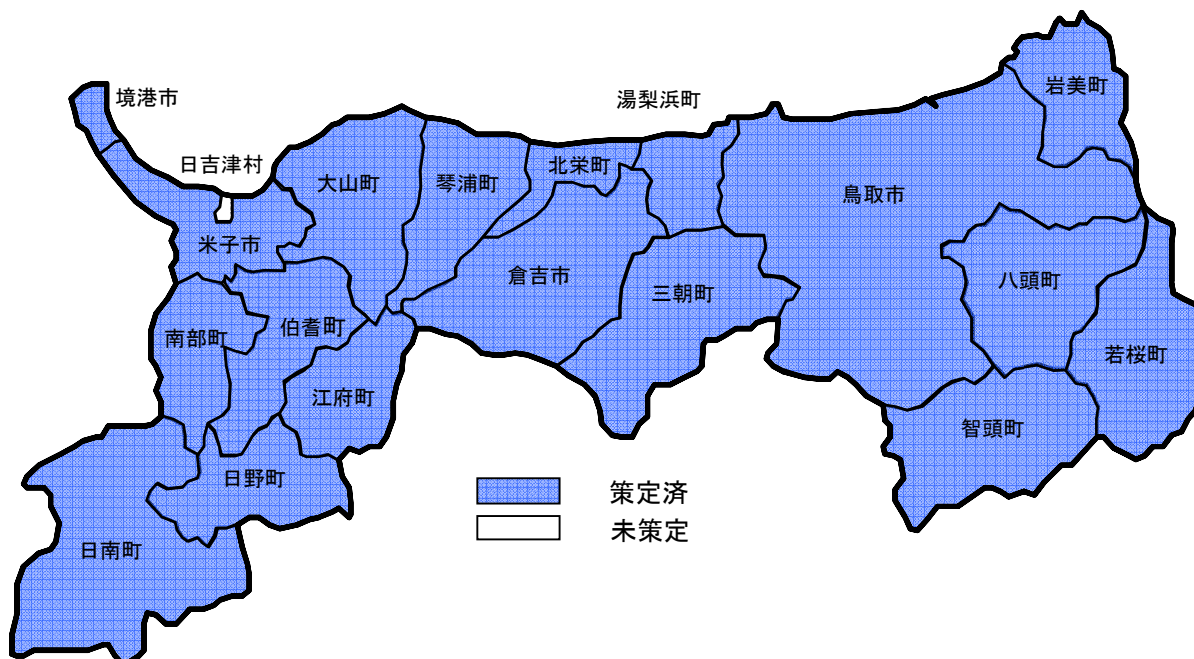 岩美町
境港市
湯梨浜町
日吉津村
大山町
琴浦町
北栄町
鳥取市
米子市
倉吉市
三朝町
八頭町
南部町
伯耆町
若桜町
江府町
智頭町
日野町
策定済
未策定
日南町